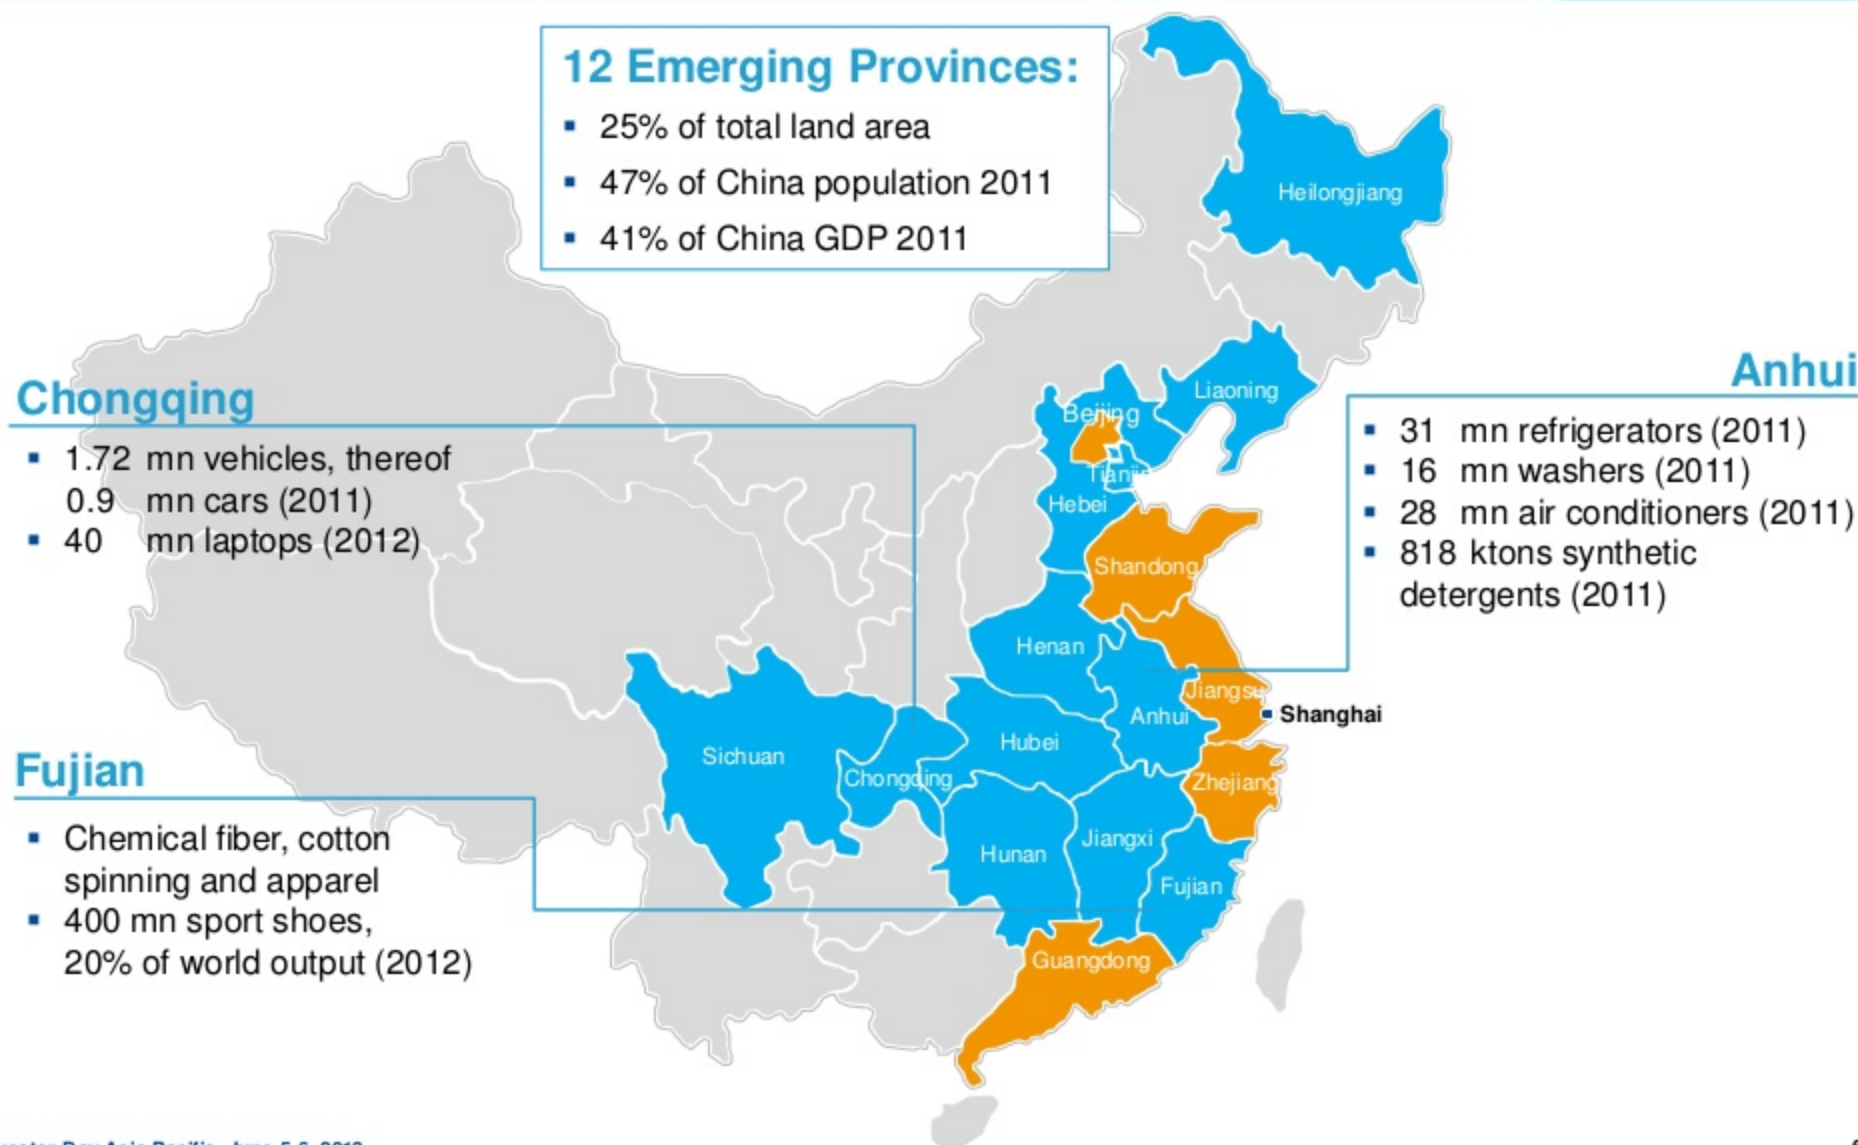 12 Emerging Provinces:
▪ 25% of total land area
▪ 47% of China population 2011
▪ 41% of China GDP 2011
Heilongjiang
Chongqing
▪ 1.72 mn vehicles, thereof
0.9 mn cars (2011)
▪ 40 mn laptops (2012)
Anhui
▪ 31 mn refrigerators (2011)
▪ 16 mn washers (2011)
▪ 28 mn air conditioners (2011)
▪ 818 ktons synthetic
detergents (2011)
Liaoning
Beijing
Tianjin
Hebei
Shandong
Henan
Jiangsu
Shanghai
Anhui
Hubei
Sichuan
Chongqing
Zhejiang
Hunan
Jiangxi
Fujian
Guangdong
Fujian
▪ Chemical fiber, cotton
spinning and apparel
▪ 400 mn sport shoes,
20% of world output (2012)